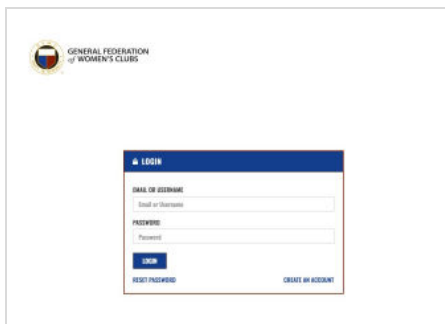 GENERAL FEDERATION
of WOMEN'S CLUBS
LOGIN
EMAIL OR USERNAME
Email or Username
PASSWORD
Password
LOGIN
RESET PASSWORD
CREATE AN ACCOUNT